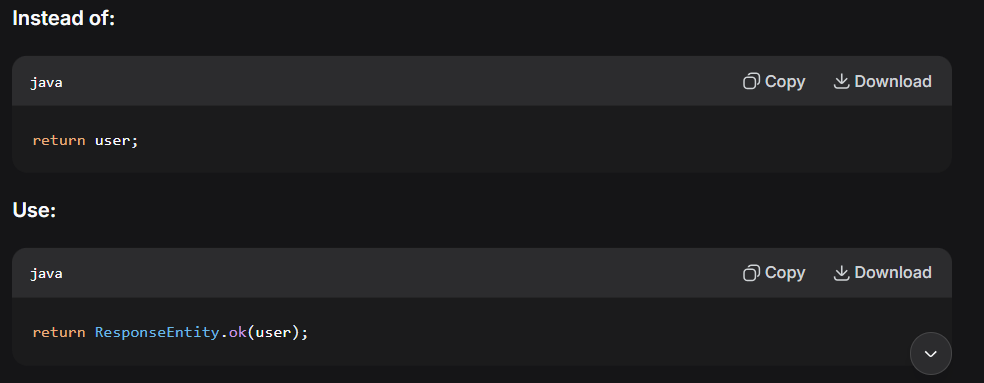 Instead of:
java Copy Download
return user;
Use:
java Copy Download
return ResponseEntity.ok(user);